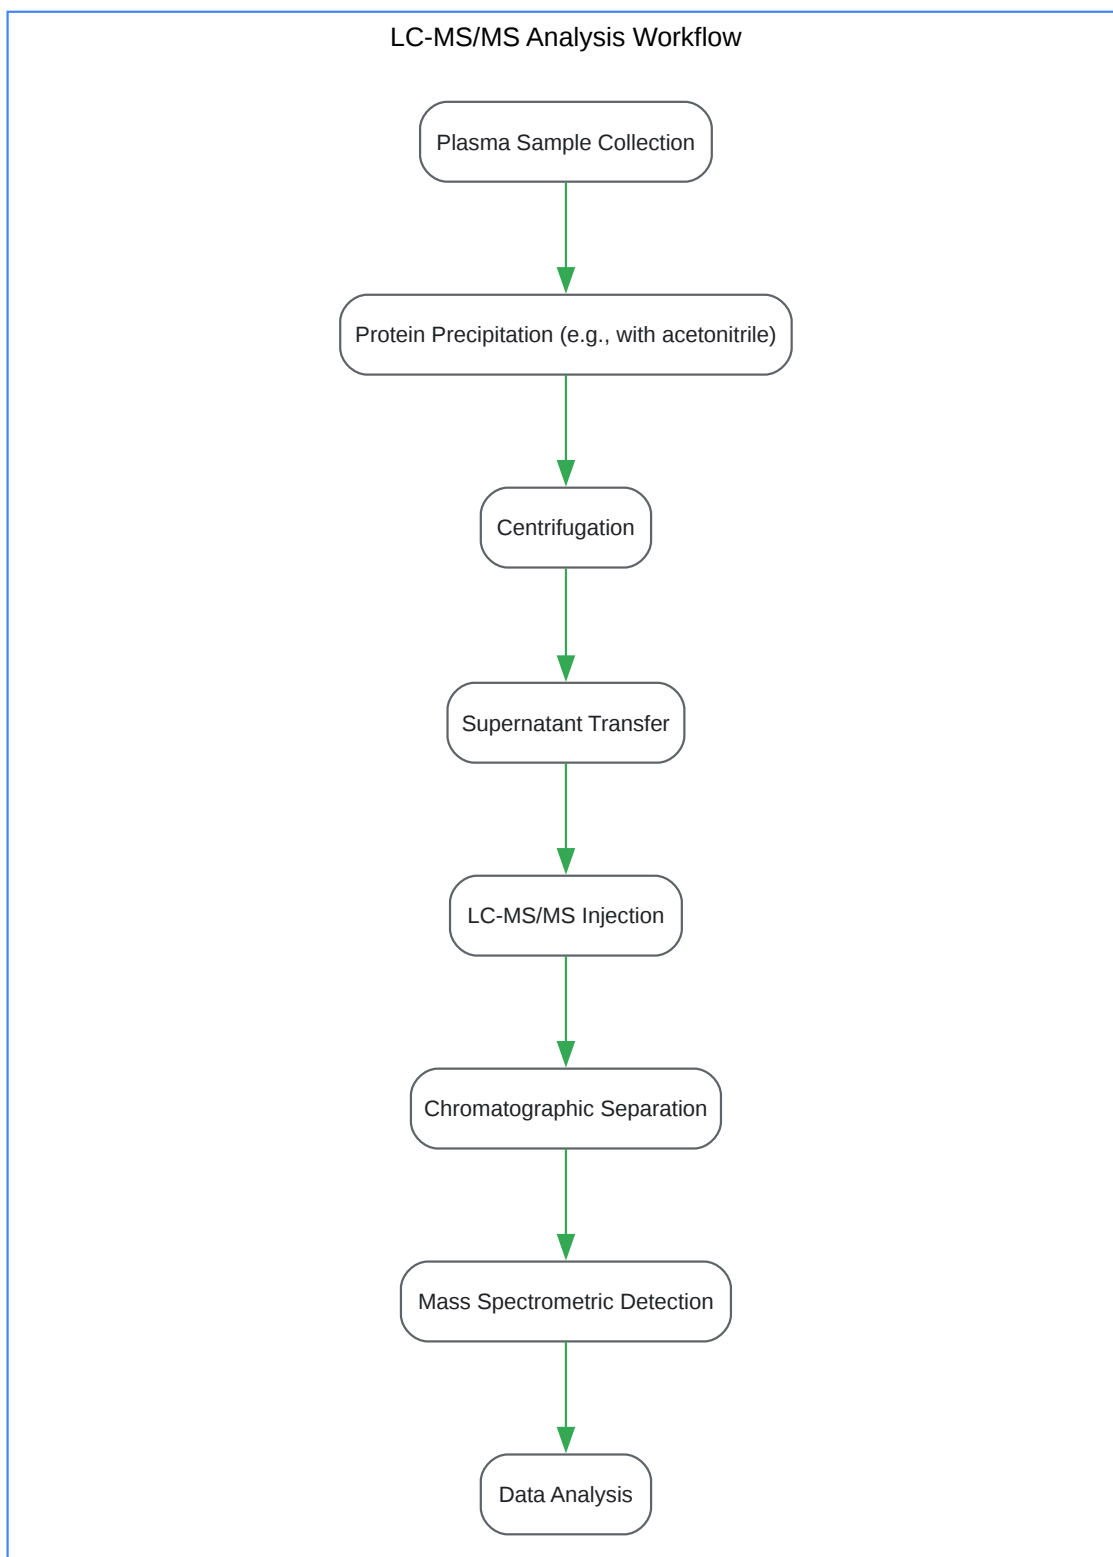 LC-MS/MS Analysis Workflow
Plasma Sample Collection
Protein Precipitation (e.g., with acetonitrile)
Centrifugation
Supernatant Transfer
LC-MS/MS Injection
Chromatographic Separation
Mass Spectrometric Detection
Data Analysis